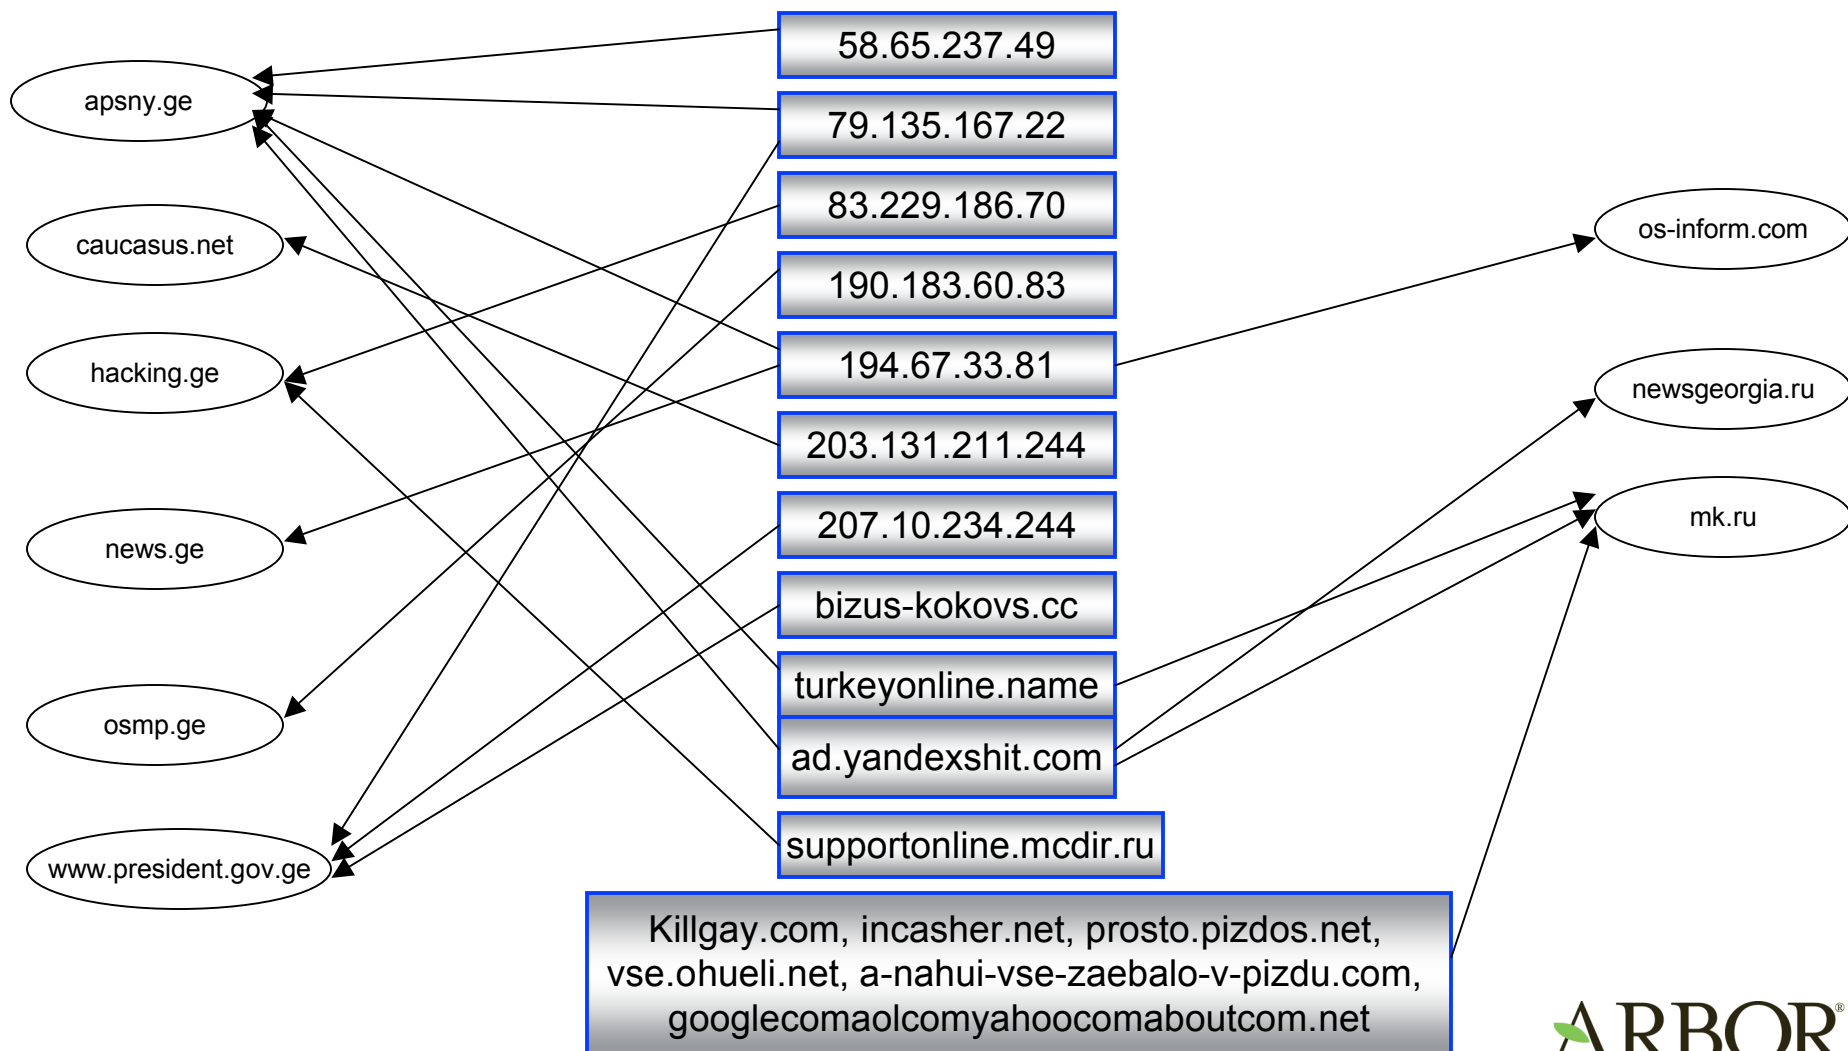 apsny.ge
caucasus.net
hacking.ge
news.ge
osmp.ge
www.president.gov.ge
58.65.237.49
79.135.167.22
83.229.186.70
190.183.60.83
194.67.33.81
203.131.211.244
207.10.234.244
bizus-kokovs.cc
turkeyonline.name
ad.yandexshit.com
supportonline.mcdir.ru
Killgay.com, incasher.net, prosto.pizdos.net,
vse.ohueli.net, a-nahui-vse-zaebalo-v-pizdu.com,
googlecomaolcomyahoocomaboutcom.net
os-inform.com
newsgeorgia.ru
mk.ru
ARBOR®